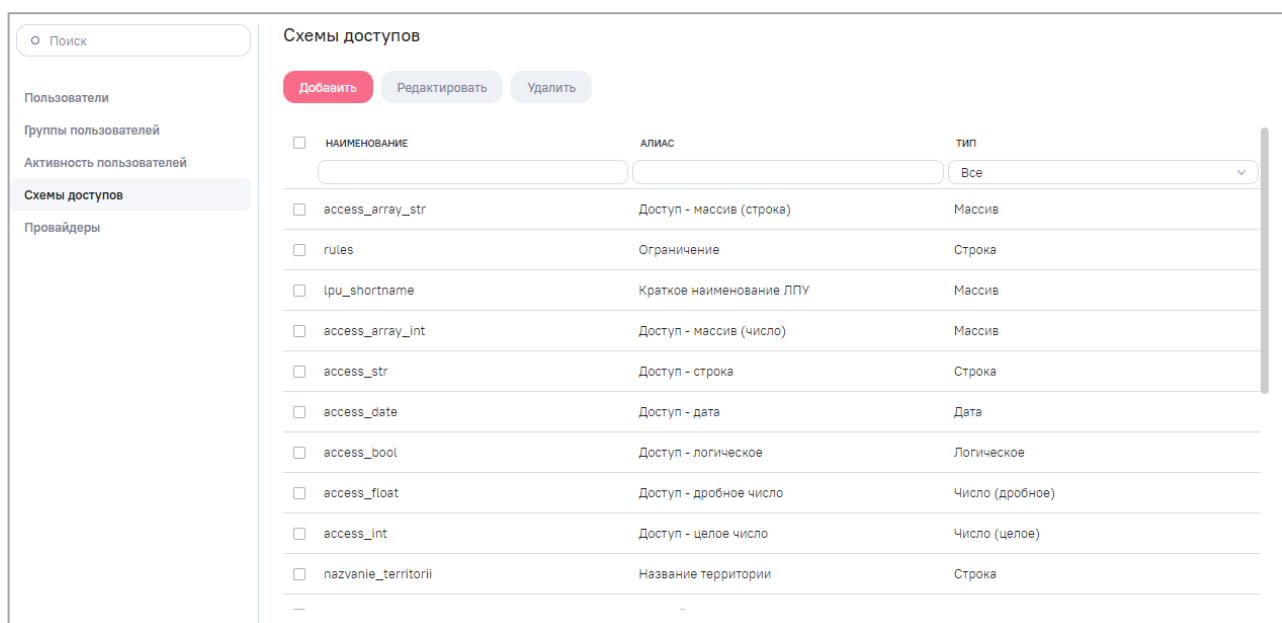 Поиск
Пользователи
Группы пользователей
Активность пользователей
Схемы доступов
Провайдеры
Схемы доступов
Добавить Редактировать Удалить
НАИМЕНОВАНИЕ АЛИАС ТИП
Все
access_array_str Доступ - массив (строка) Массив
rules Ограничение Строка
lpu_shortname Краткое наименование ЛПУ Массив
access_array_int Доступ - массив (число) Массив
access_str Доступ - строка Строка
access_date Доступ - дата Дата
access_bool Доступ - логическое Логическое
access_float Доступ - дробное число Число (дробное)
access_int Доступ - целое число Число (целое)
nazvanie_territorii Название территории Строка